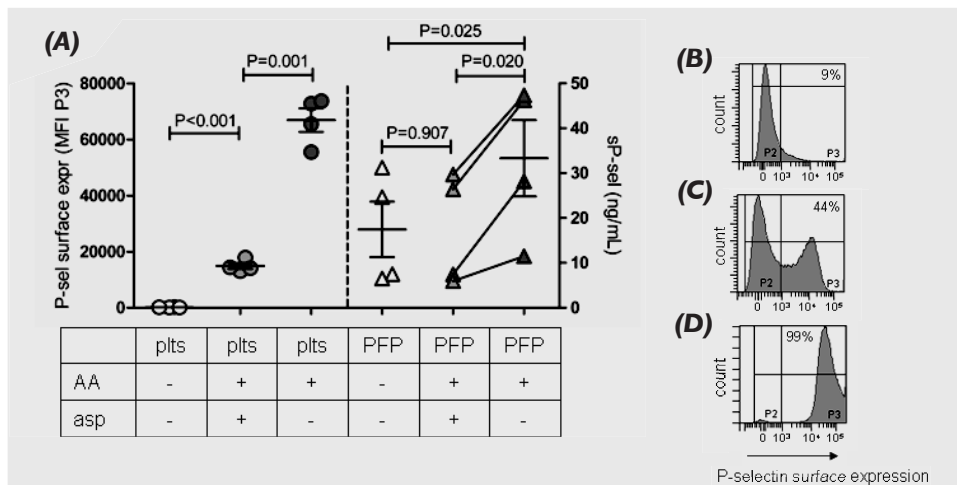 (A)
P=0.025
P=0.001
P=0.020
P<0.001
P=0.907
P-sel surface expr (MFI P3)
80000
60000
40000
20000
0
50
40
30
20
10
0
sP-sel (ng/mL)
plts plts plts PFP PFP PFP
AA - + + - + +
asp - + - - + -
(B)
9%
count
P2 P3
0 10³ 10⁴ 10⁵
(C)
44%
count
P2 P3
0 10³ 10⁴ 10⁵
(D)
99%
count
P2 P3
0 10³ 10⁴ 10⁵
P-selectin surface expression